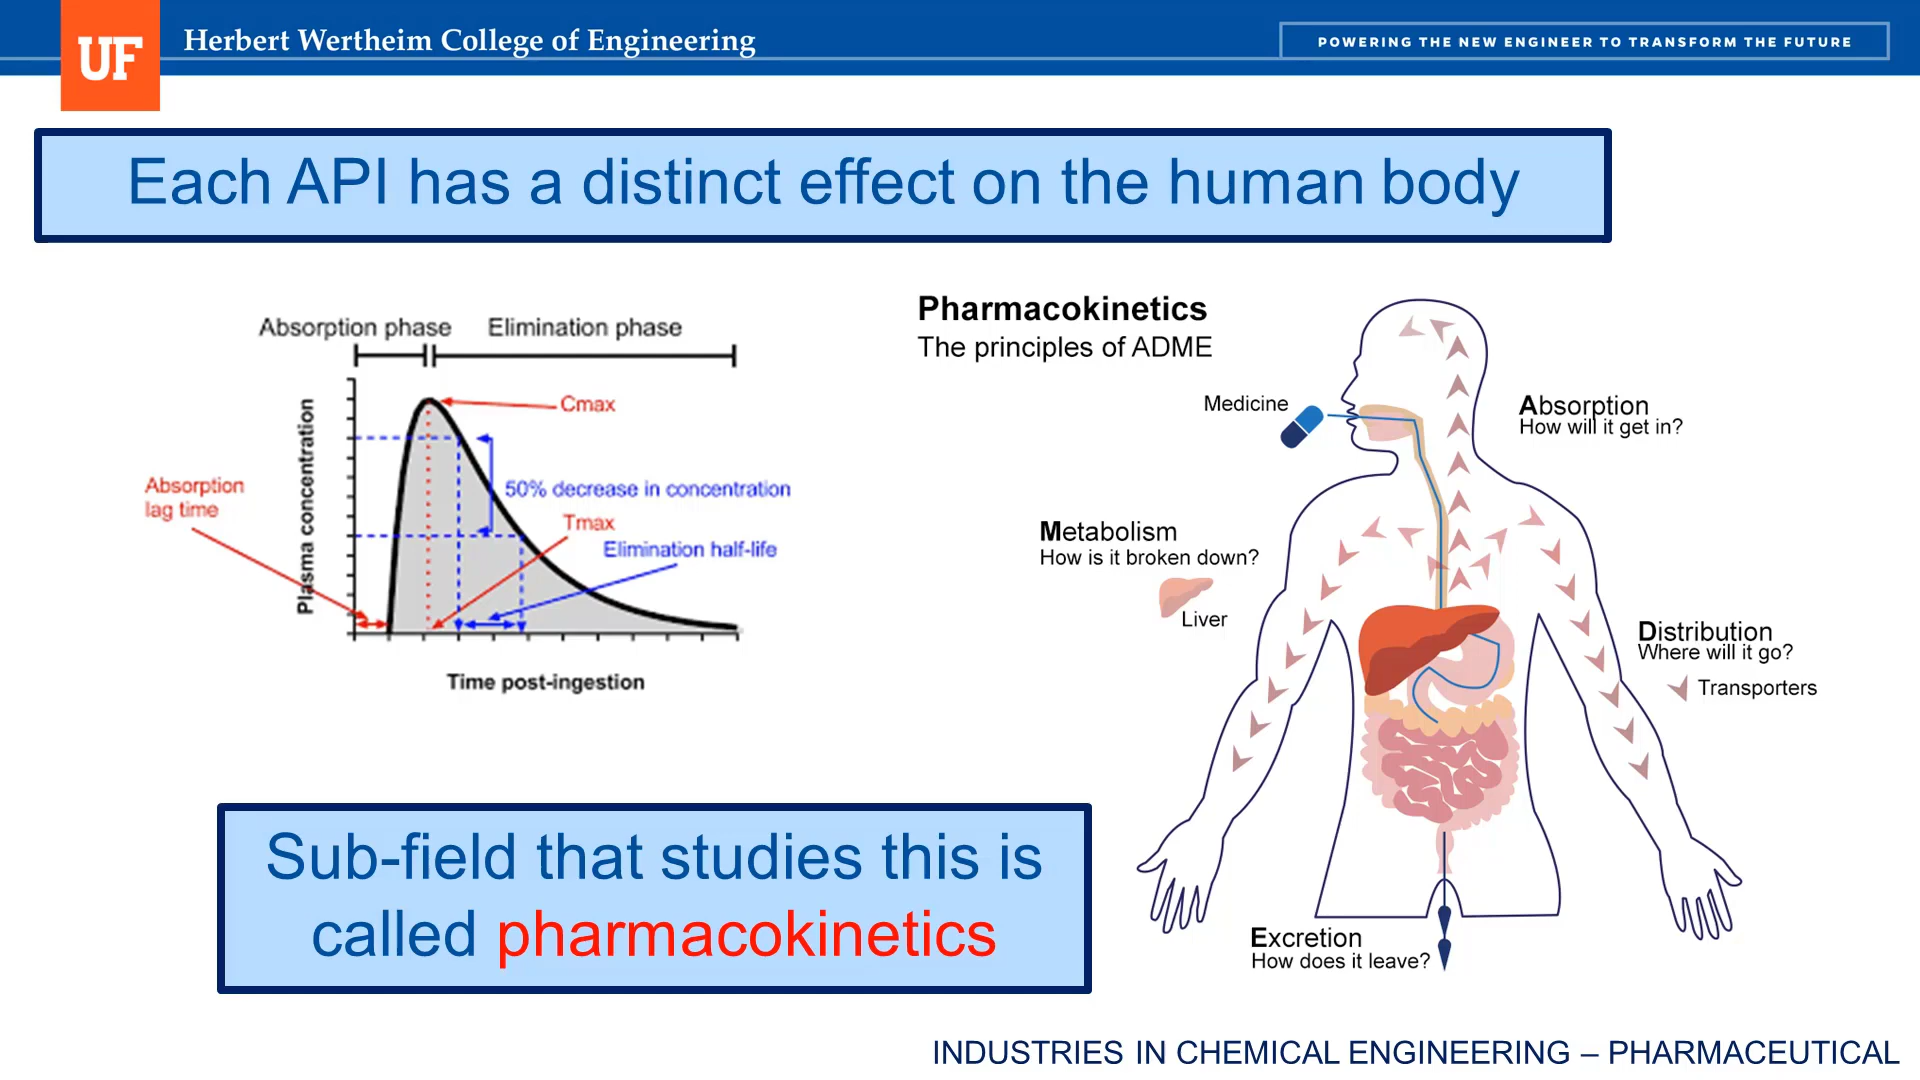 UF
Herbert Wertheim College of Engineering
POWERING THE NEW ENGINEER TO TRANSFORM THE FUTURE
Each API has a distinct effect on the human body
Absorption phase
Elimination phase
Cmax
Plasma concentration
Absorption
lag time
50% decrease in concentration
Tmax
Elimination half-life
Time post-ingestion
Pharmacokinetics
The principles of ADME
Medicine
Absorption
How will it get in?
Metabolism
How is it broken down?
Liver
Distribution
Where will it go?
Transporters
Excretion
How does it leave?
Sub-field that studies this is
called pharmacokinetics
INDUSTRIES IN CHEMICAL ENGINEERING – PHARMACEUTICAL